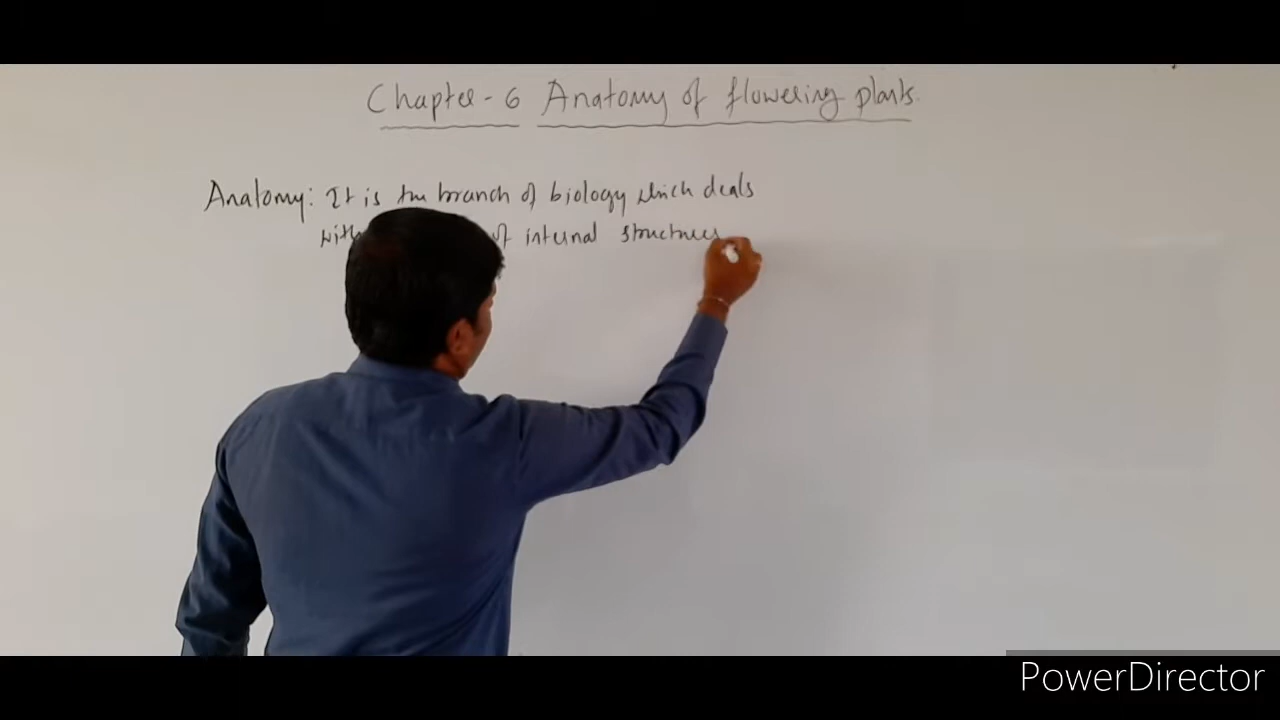 Chapter - 6 Anatomy of flowering plants.
Anatomy: It is the branch of biology which deals
with of internal structures
PowerDirector